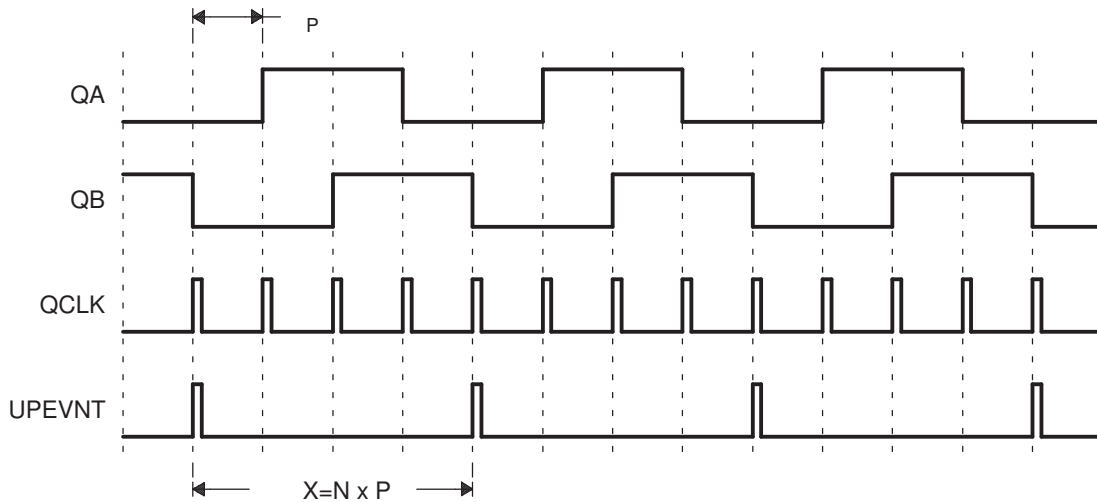 P
QA
QB
QCLK
UPEVNT
X=N x P